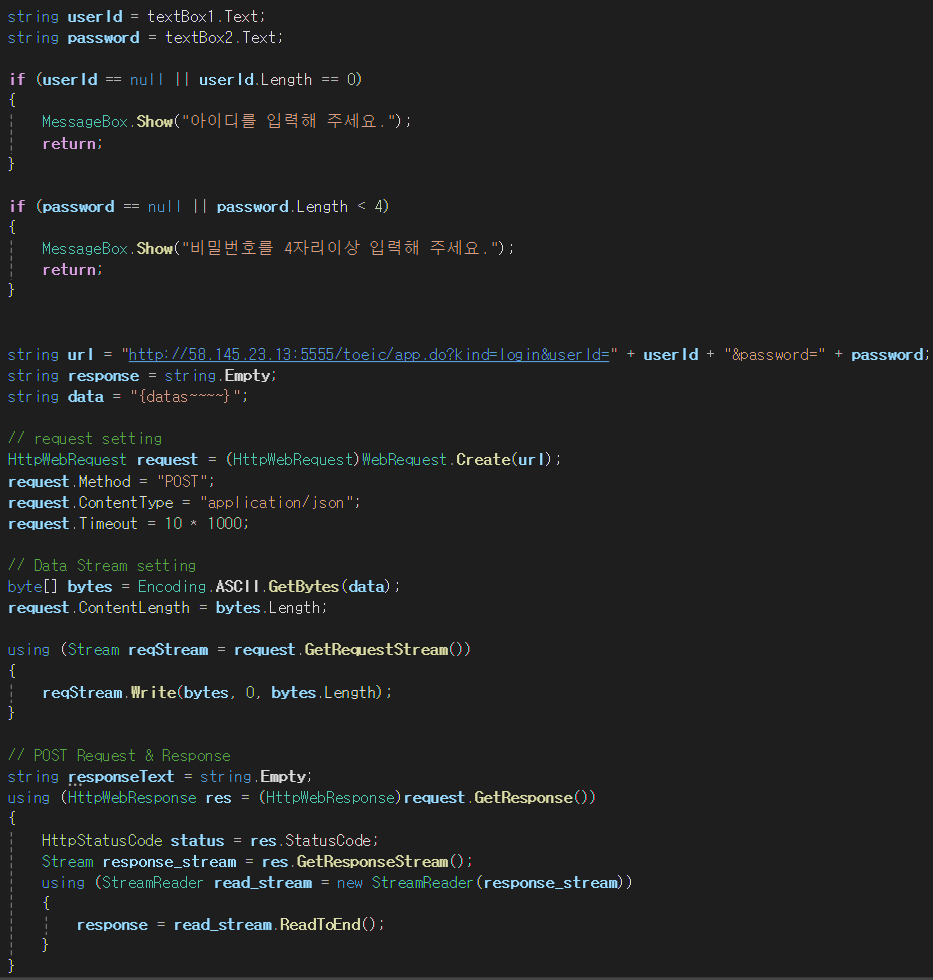 string userId = textBox1.Text;
string password = textBox2.Text;
if (userId == null || userId.Length == 0)
{
MessageBox.Show("아이디를 입력해 주세요.");
return;
}
if (password == null || password.Length < 4)
{
MessageBox.Show("비밀번호를 4자리이상 입력해 주세요.");
return;
}
string url = "http://58.145.23.13:5555/toeic/app.do?kind=login&userId=" + userId + "&password=" + password;
string response = string.Empty;
string data = "{datas~~~~}";
// request setting
HttpWebRequest request = (HttpWebRequest)WebRequest.Create(url);
request.Method = "POST";
request.ContentType = "application/json";
request.Timeout = 10 * 1000;
// Data Stream setting
byte[] bytes = Encoding.ASCII.GetBytes(data);
request.ContentLength = bytes.Length;
using (Stream reqStream = request.GetRequestStream())
{
reqStream.Write(bytes, 0, bytes.Length);
}
// POST Request & Response
string responseText = string.Empty;
using (HttpWebResponse res = (HttpWebResponse)request.GetResponse())
{
HttpStatusCode status = res.StatusCode;
Stream response_stream = res.GetResponseStream();
using (StreamReader read_stream = new StreamReader(response_stream))
{
response = read_stream.ReadToEnd();
}
}